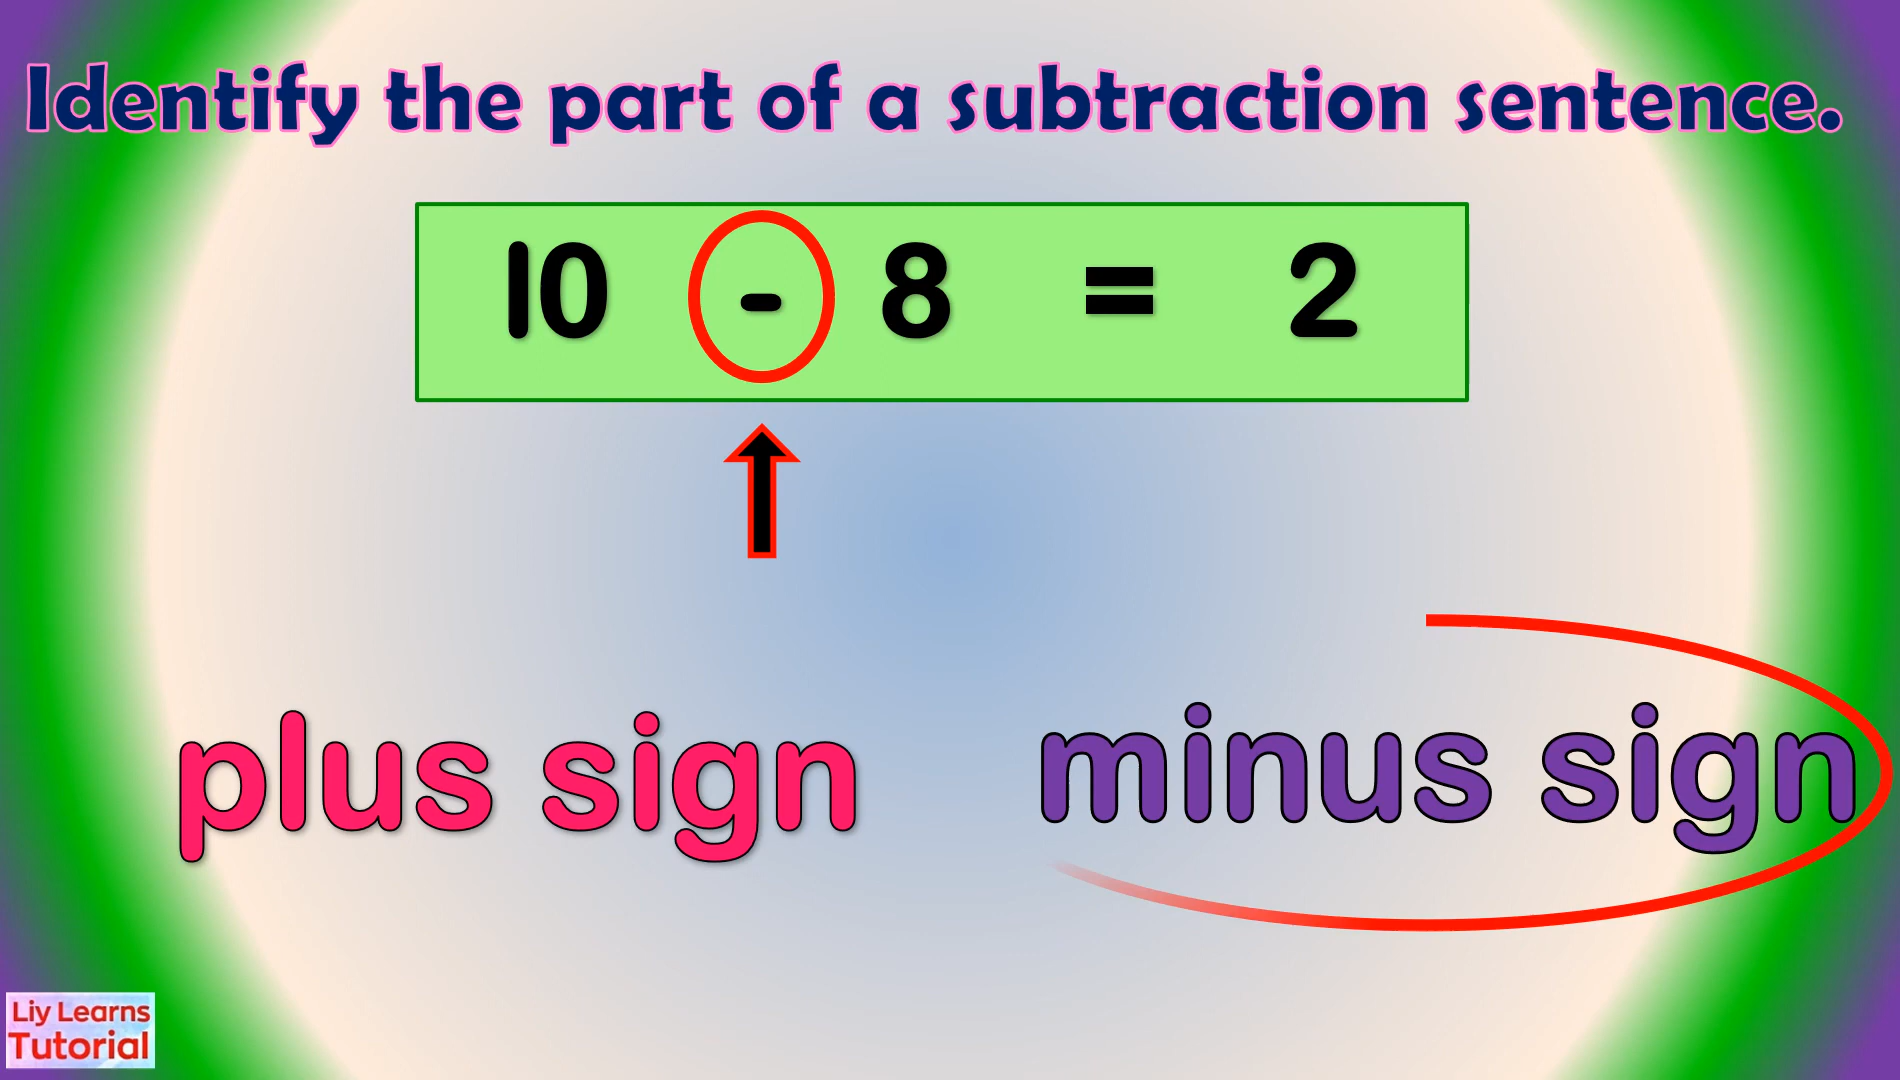 Identify the part of a subtraction sentence.
10 - 8 = 2
plus sign minus sign
Liy Learns
Tutorial